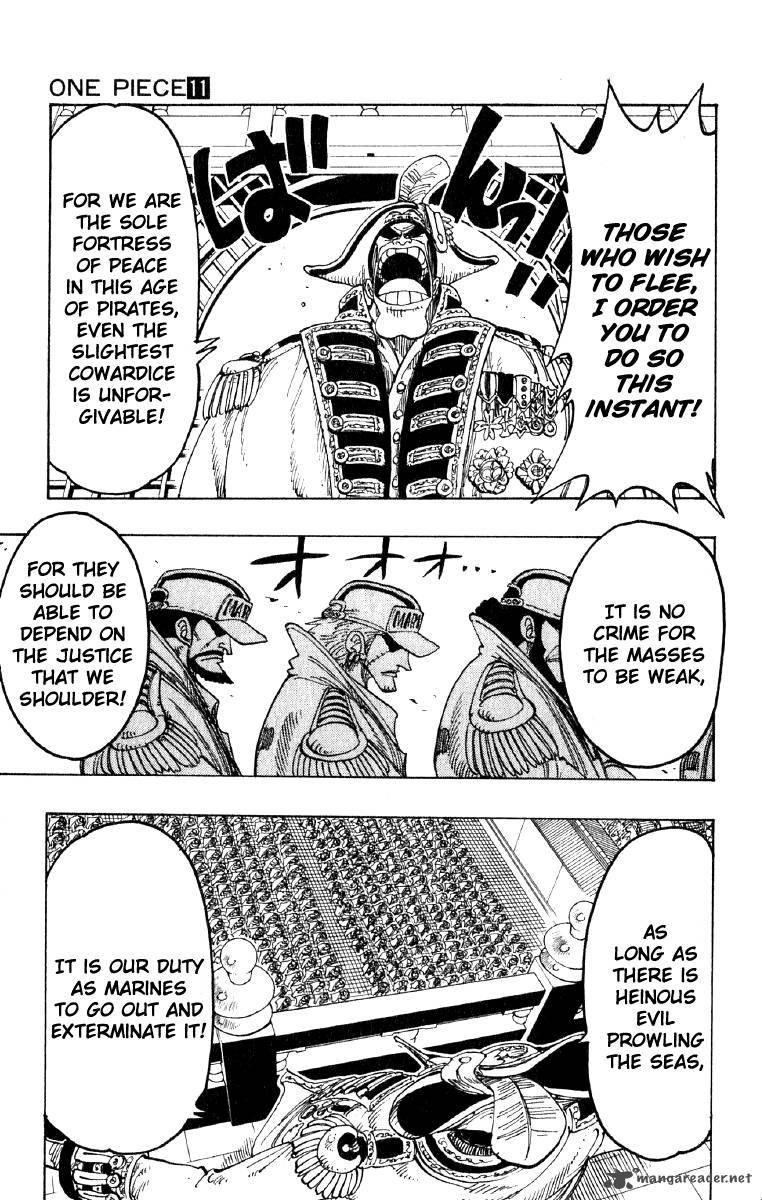 ONE PIECE 11
THOSE
WHO WISH
TO FLEE,
I ORDER
YOU TO
DO SO
THIS
INSTANT!
ばーんっ!!
FOR WE ARE
THE SOLE
FORTRESS
OF PEACE
IN THIS AGE
OF PIRATES,
EVEN THE
SLIGHTEST
COWARDICE
IS UNFOR-
GIVABLE!
IT IS NO
CRIME FOR
THE MASSES
TO BE WEAK,
オオオ...
MARI
MARI
FOR THEY
SHOULD BE
ABLE TO
DEPEND ON
THE JUSTICE
THAT WE
SHOULDER!
AS
LONG AS
THERE IS
HEINOUS
EVIL
PROWLING
THE SEAS,
IT IS OUR DUTY
AS MARINES
TO GO OUT AND
EXTERMINATE IT!
mangareader.net